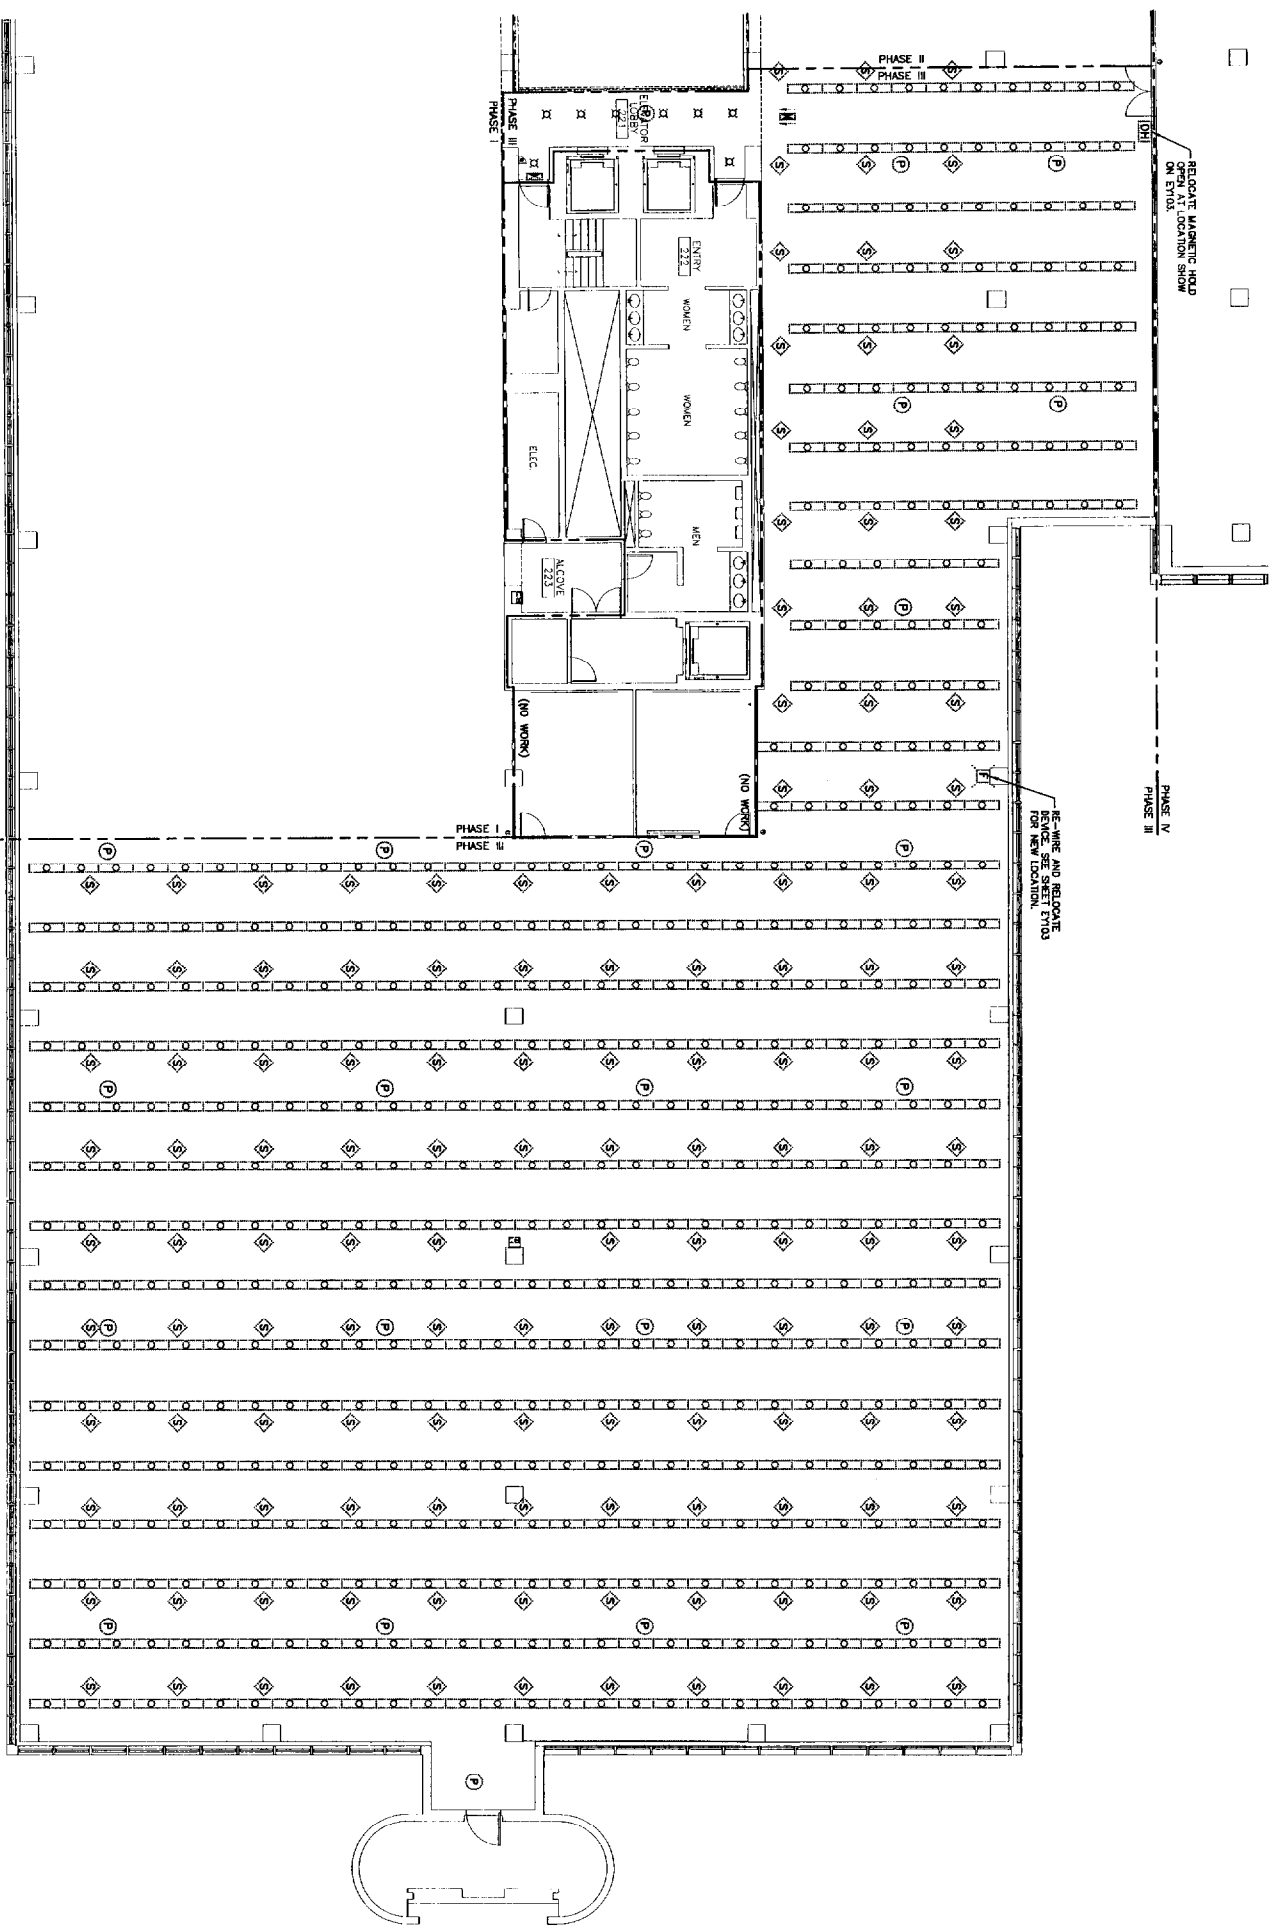 PHASE II
PHASE III
DH
RELOCATE MAGNETIC HOLD
OPEN AT LOCATION SHOW
ON EY103.
PHASE III
PHASE I
ELEVATOR
LOBBY
221
ENTRY
222
WOMEN
WOMEN
MEN
ELEC.
ALCOVE
223
(NO WORK)
(NO WORK)
F
RE-WIRE AND RELOCATE
DEVICE. SEE SHEET EY103
FOR NEW LOCATION.
PHASE IV
PHASE III
PHASE I
PHASE III
S S S
S S P S P
S S S
S S S
P P
S S S
S S S
S S P S
S S S
S S S
P P P P
S S S S S S S S S S S
S S S S S S S S S S S
S S S S S S S S S S S
P P P P
S S S S S S S S S S S
S S S S S S S S S S
S P S S S P S S S P S S S P S
S S S S S S S S S S S
S S S S S S S S S S S
S S S S S S S S S S S
P P P P
S S S S S S S S S S S
P